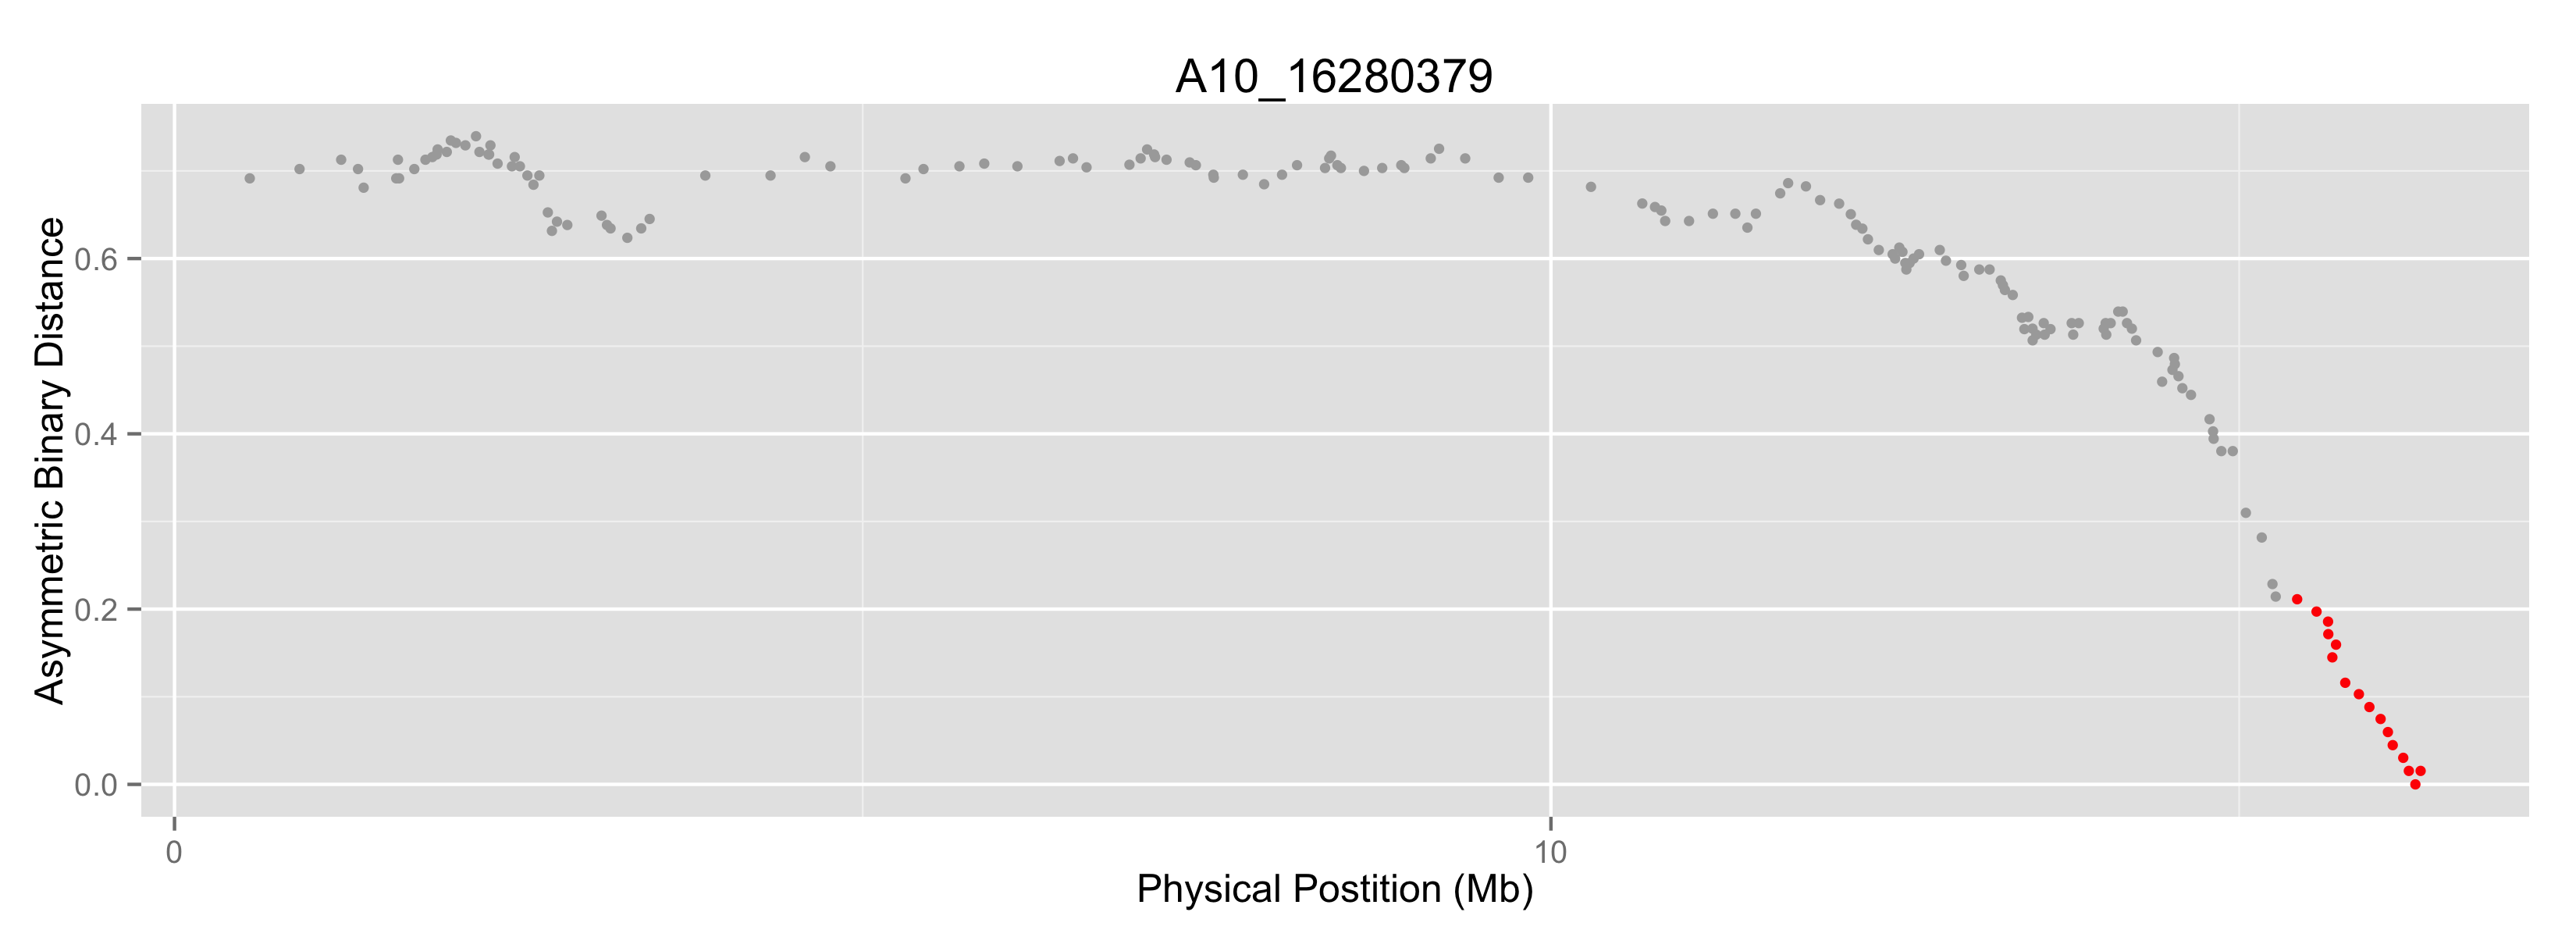 A10_16280379
Asymmetric Binary Distance
0.6
0.4
0.2
0.0
0
10
Physical Postition (Mb)